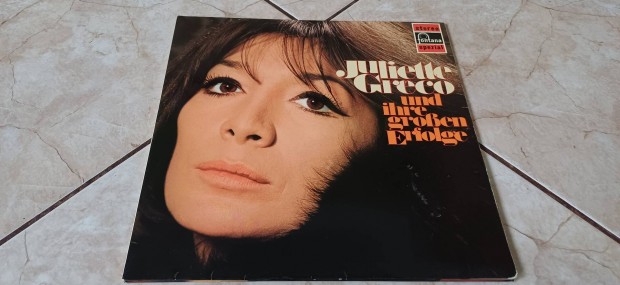 stereo
fontana
special
Juliette
Greco
und
ihre
großen
Erfolge